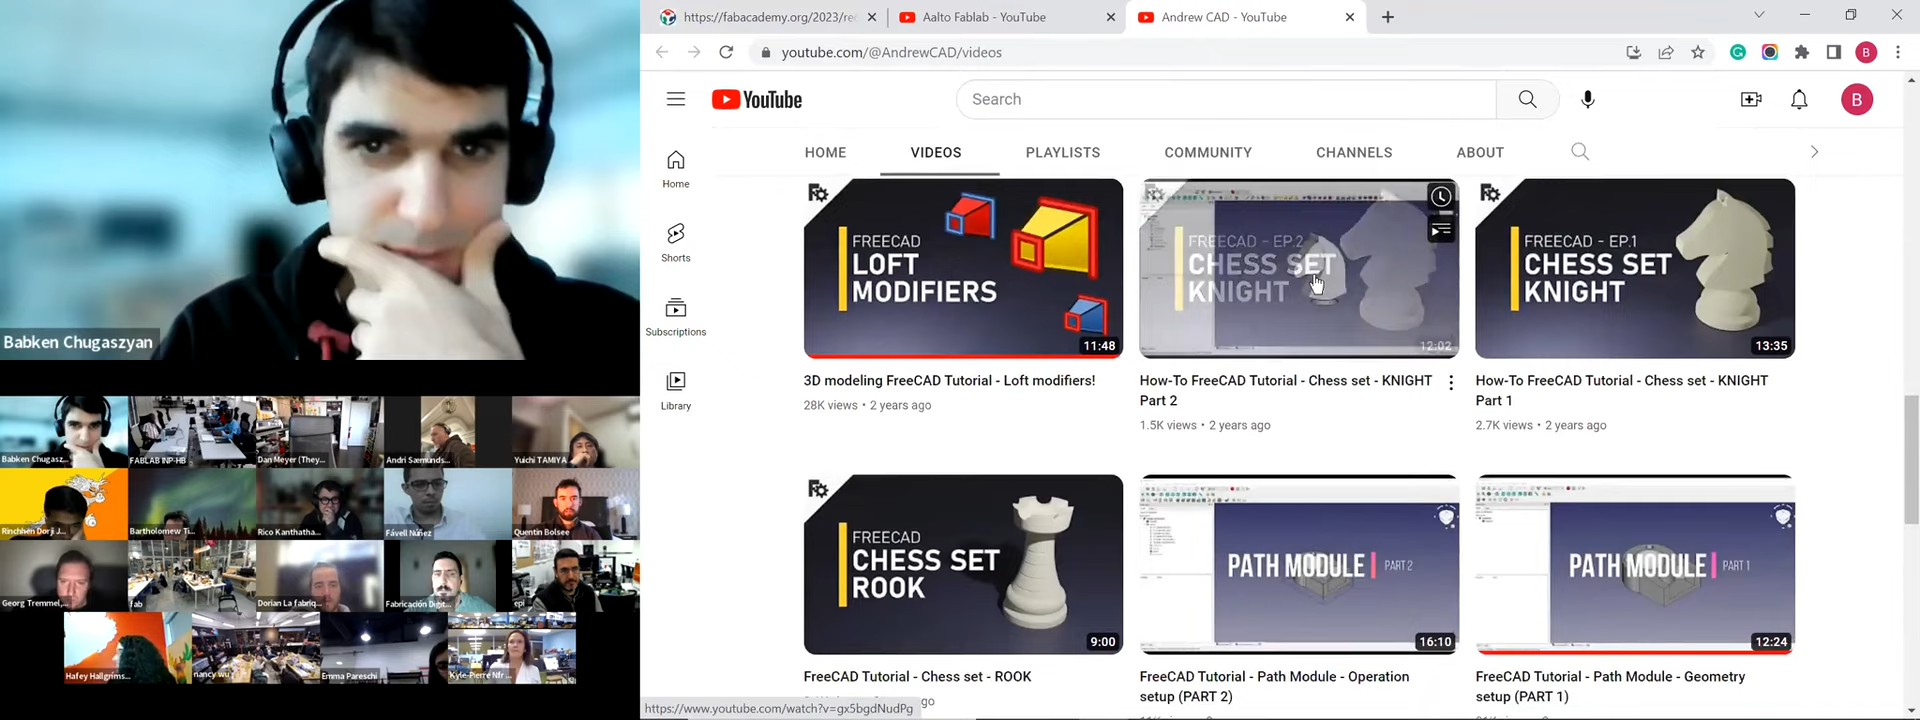 Babken Chugaszyan
Babken Chugasz...
FABLAB INP-HB
Dan Meyer (They...
Andri Sæmunds...
Yuichi TAMIYA
Rinchhen Dorji J...
Bartholomew Ti...
Rico Kanthatha...
Fávell Núñez
Quentin Bolsee
Georg Tremmel,...
fab
Dorian La fabriq...
Fabricación Digit...
epi
Hafey Hallgrims...
nancy wu
Emma Pareschi
Kyle-Pierre Nfr...
https://fabacademy.org/2023/re
Aalto Fablab - YouTube
Andrew CAD - YouTube
youtube.com/@AndrewCAD/videos
B
YouTube
Search
B
HOME
VIDEOS
PLAYLISTS
COMMUNITY
CHANNELS
ABOUT
Home
Shorts
Subscriptions
Library
FREECAD
LOFT
MODIFIERS
11:48
3D modeling FreeCAD Tutorial - Loft modifiers!
28K views • 2 years ago
FREECAD - EP.2
CHESS SET
KNIGHT
12:02
How-To FreeCAD Tutorial - Chess set - KNIGHT
Part 2
1.5K views • 2 years ago
FREECAD - EP.1
CHESS SET
KNIGHT
13:35
How-To FreeCAD Tutorial - Chess set - KNIGHT
Part 1
2.7K views • 2 years ago
FREECAD
CHESS SET
ROOK
9:00
FreeCAD Tutorial - Chess set - ROOK
go
PATH MODULE PART 2
16:10
FreeCAD Tutorial - Path Module - Operation
setup (PART 2)
PATH MODULE PART 1
12:24
FreeCAD Tutorial - Path Module - Geometry
setup (PART 1)
https://www.youtube.com/watch?v=gx5bgdNudPg